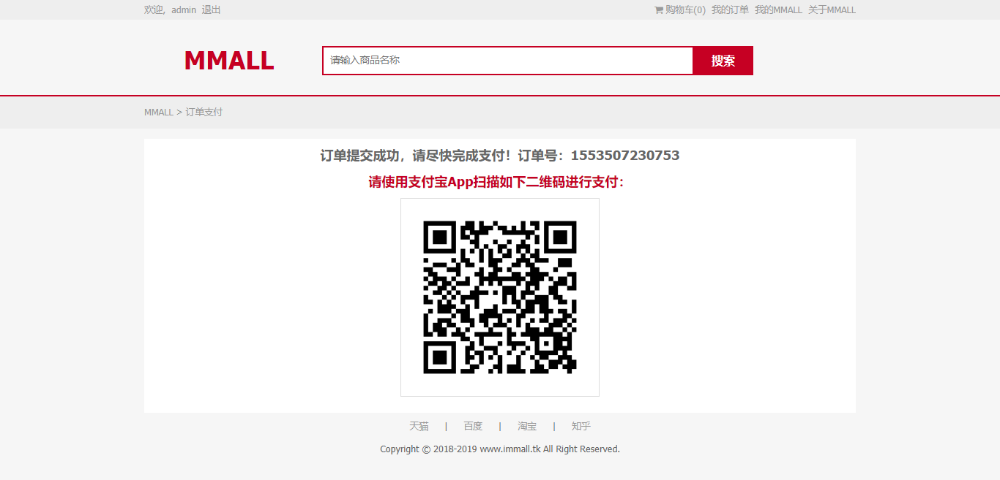 欢迎，admin 退出
购物车(0) 我的订单 我的MMALL 关于MMALL
MMALL
请输入商品名称
搜索
MMALL > 订单支付
订单提交成功，请尽快完成支付！订单号：1553507230753
请使用支付宝App扫描如下二维码进行支付：
天猫 | 百度 | 淘宝 | 知乎
Copyright © 2018-2019 www.immall.tk All Right Reserved.